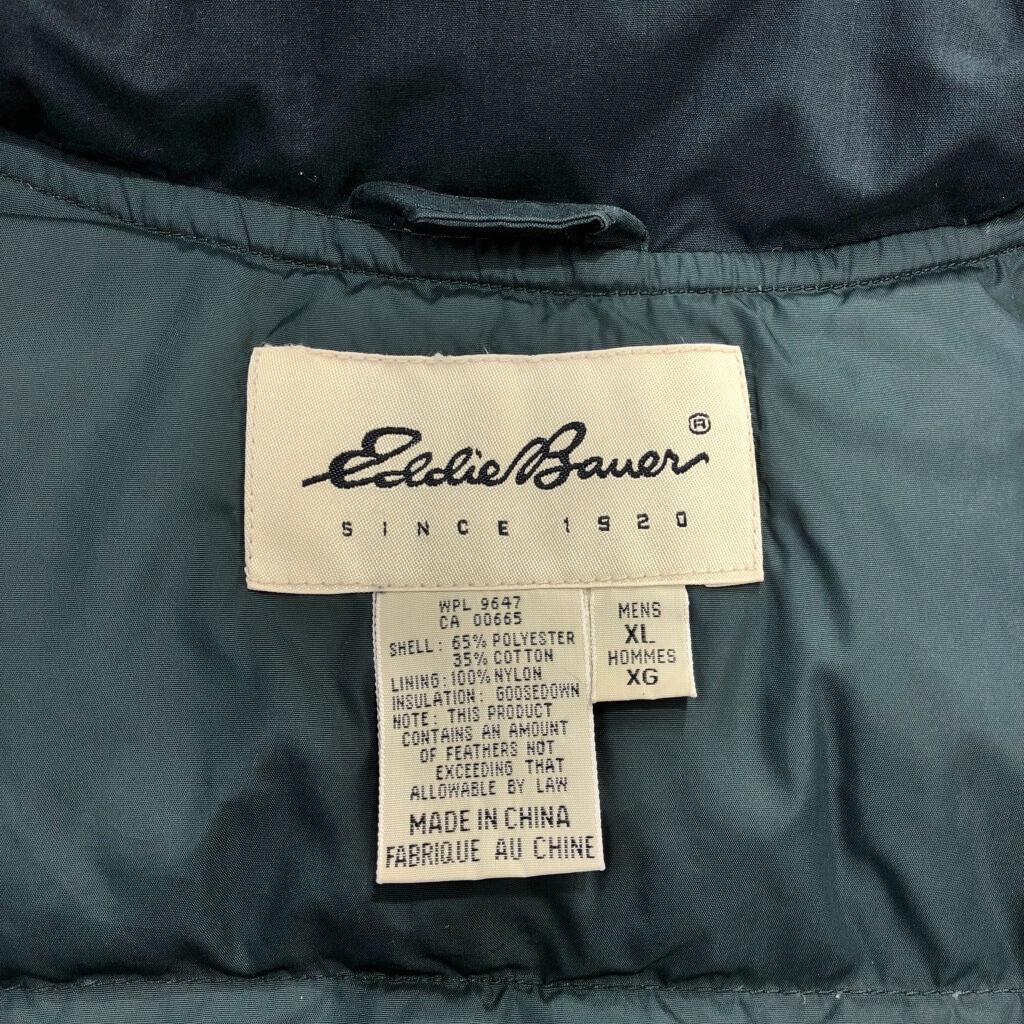 Eddie Bauer®
SINCE 1920
WPL 9647
CA 00665
SHELL: 65% POLYESTER
35% COTTON
LINING: 100% NYLON
INSULATION: GOOSEDOWN
NOTE: THIS PRODUCT
CONTAINS AN AMOUNT
OF FEATHERS NOT
EXCEEDING THAT
ALLOWABLE BY LAW
MADE IN CHINA
FABRIQUE AU CHINE
MENS
XL
HOMMES
XG